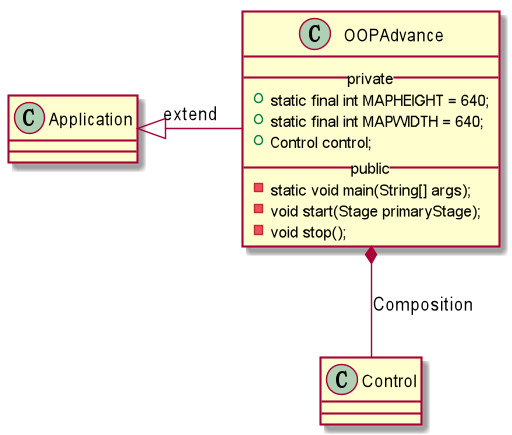 C OOPAdvance
private
static final int MAPHEIGHT = 640;
static final int MAPWIDTH = 640;
Control control;
public
static void main(String[] args);
void start(Stage primaryStage);
void stop();
C Application
extend
Composition
C Control